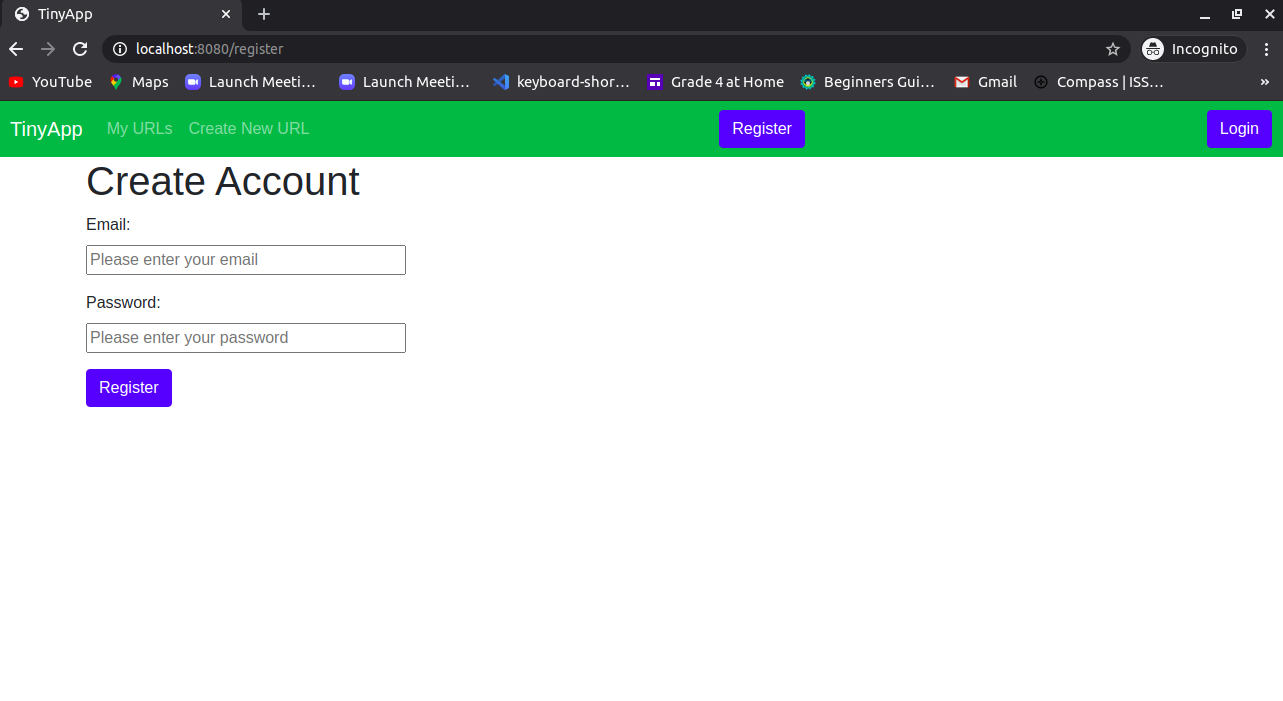 TinyApp
localhost:8080/register
Incognito
YouTube Maps Launch Meeti... Launch Meeti... keyboard-shor... Grade 4 at Home Beginners Gui... Gmail Compass | ISS... »
TinyApp My URLs Create New URL Register Login
Create Account
Email:
Please enter your email
Password:
Please enter your password
Register